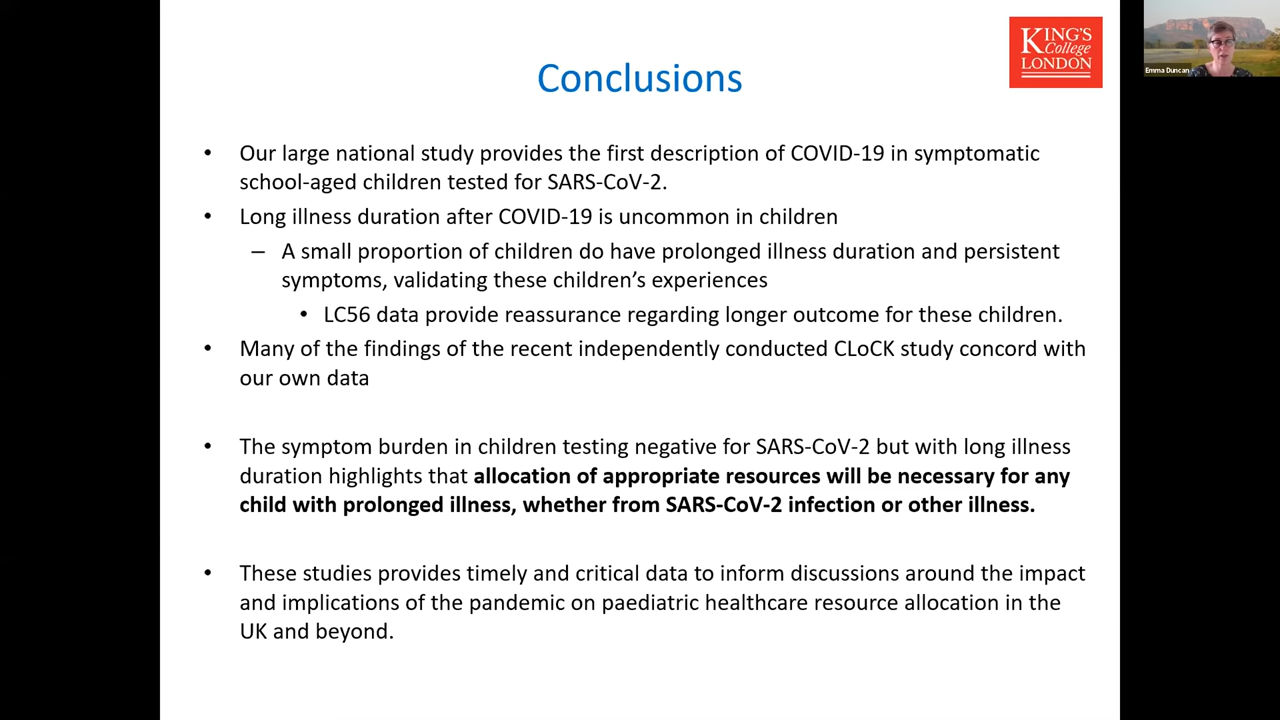 KING'S
College
LONDON
Emma Duncan
Conclusions
• Our large national study provides the first description of COVID-19 in symptomatic
school-aged children tested for SARS-CoV-2.
• Long illness duration after COVID-19 is uncommon in children
– A small proportion of children do have prolonged illness duration and persistent
symptoms, validating these children’s experiences
• LC56 data provide reassurance regarding longer outcome for these children.
• Many of the findings of the recent independently conducted CLoCK study concord with
our own data
• The symptom burden in children testing negative for SARS-CoV-2 but with long illness
duration highlights that allocation of appropriate resources will be necessary for any
child with prolonged illness, whether from SARS-CoV-2 infection or other illness.
• These studies provides timely and critical data to inform discussions around the impact
and implications of the pandemic on paediatric healthcare resource allocation in the
UK and beyond.